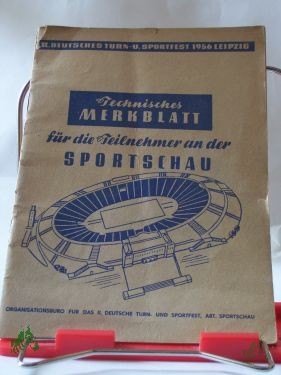 II. DEUTSCHES TURN-U. SPORTFEST 1956 LEIPZIG
Technisches
MERKBLATT
für die Teilnehmer an der
SPORTSCHAU
ORGANISATIONSBÜRO FÜR DAS II. DEUTSCHE TURN- UND SPORTFEST, ABT. SPORTSCHAU